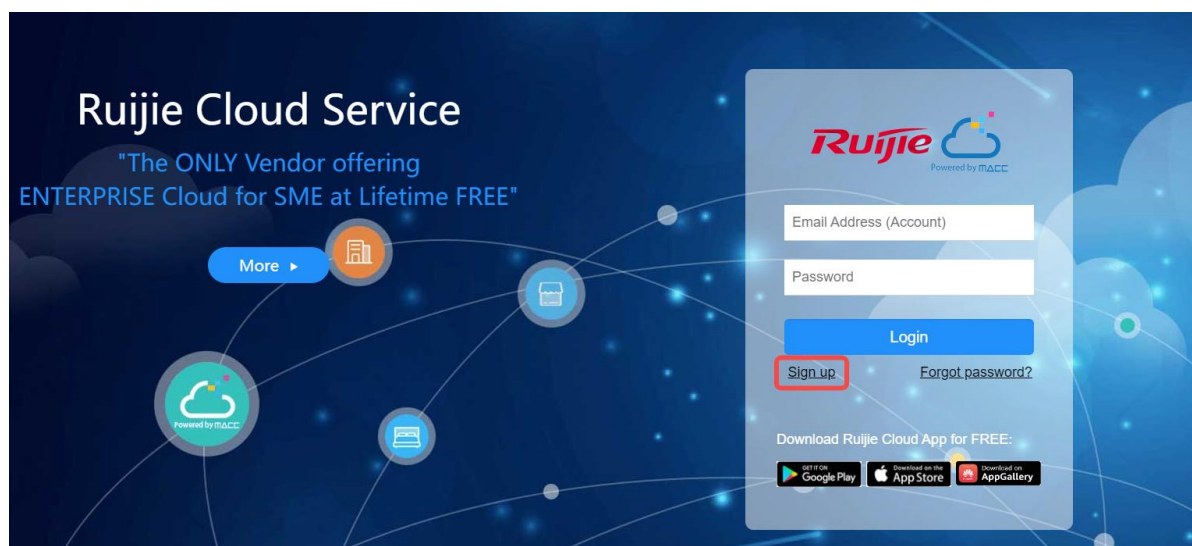 Ruijie Cloud Service
"The ONLY Vendor offering
ENTERPRISE Cloud for SME at Lifetime FREE"
More
Powered by MACC
Ruijie
Powered by MACC
Email Address (Account)
Password
Login
Sign up Forgot password?
Download Ruijie Cloud App for FREE:
GET IT ON Google Play Download on the App Store Download on AppGallery